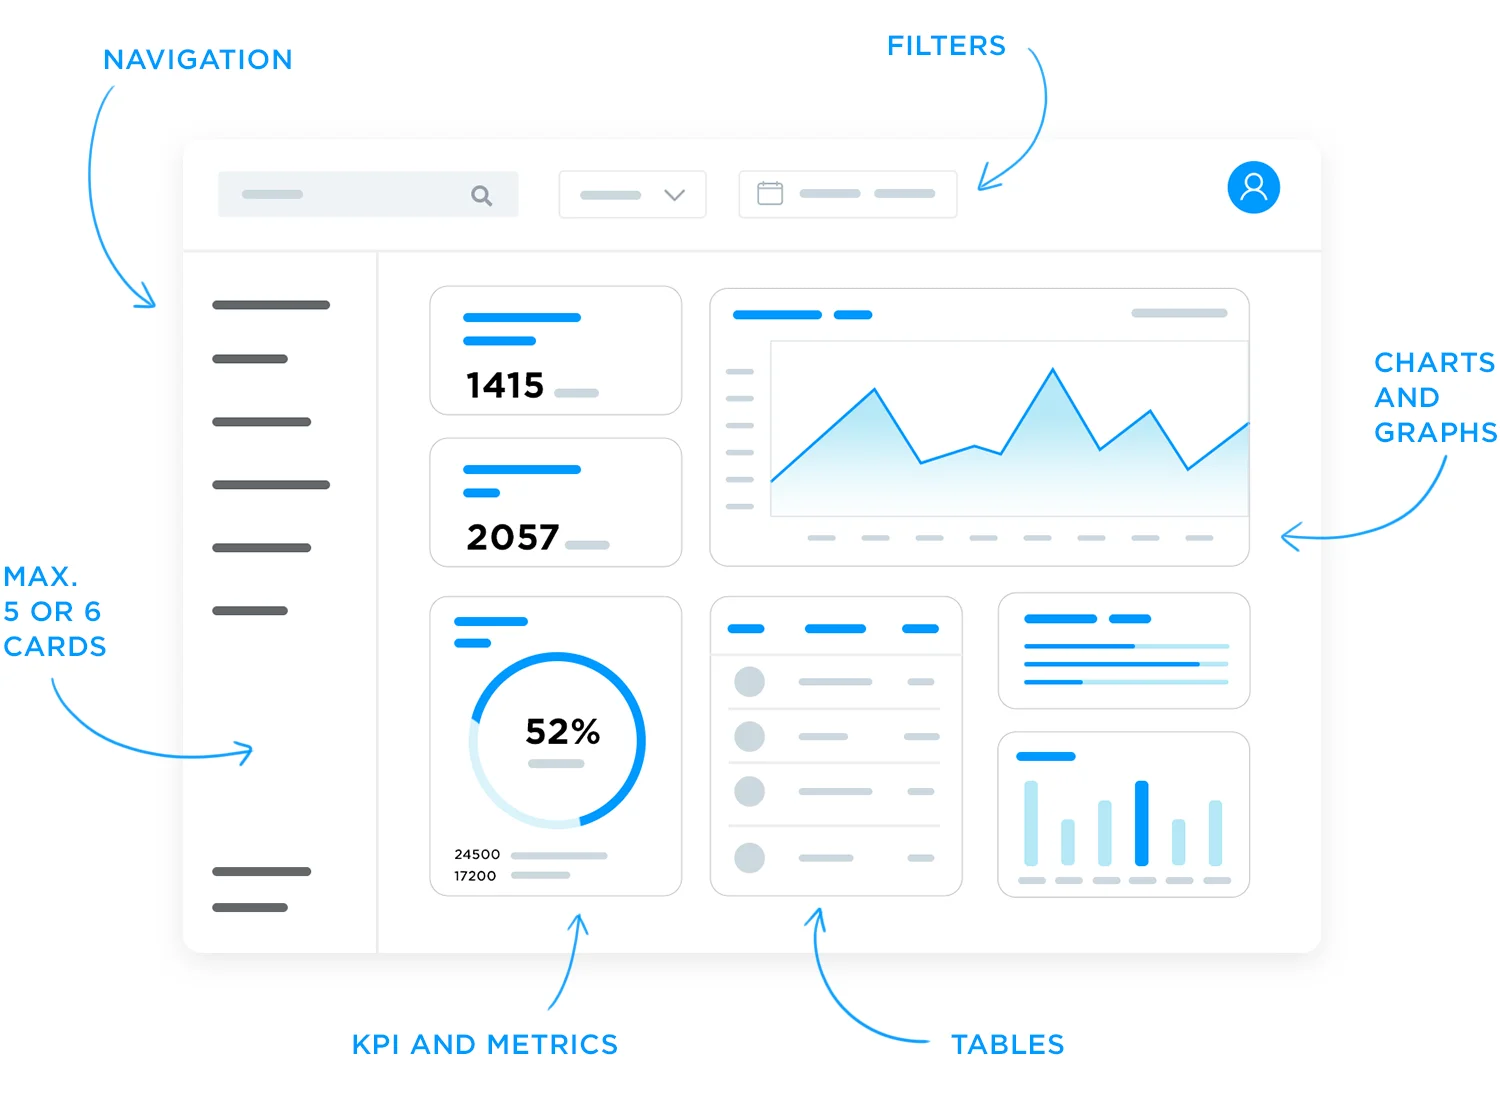 NAVIGATION
FILTERS
1415
CHARTS
AND
GRAPHS
2057
MAX.
5 OR 6
CARDS
52%
24500
17200
KPI AND METRICS
TABLES